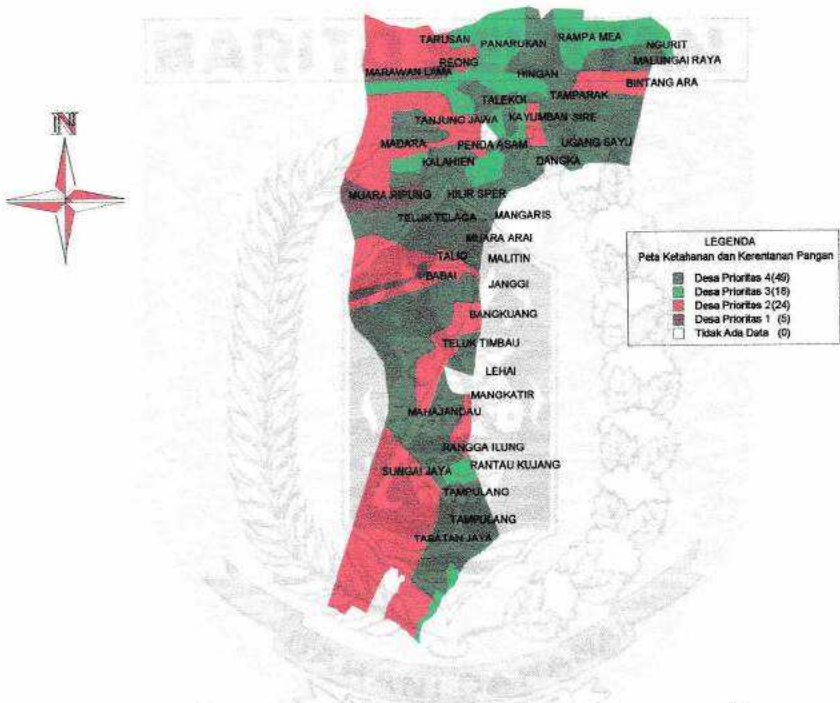 TARUSAN
PANARUKAN
RAMPA MEA
NGURIT
MALUNGAI RAYA
REONG
MARAWAN LAMA
HINGAN
BINTANG ARA
TALEKOI
TAMPARAK
TANJUNG JAWA
KAYUMBAN SIRE
MADARA
PENDA ASAM
UGANG SAYU
KALAHIEN
DANGKA
MUARA RIPUNG
HILIR SPER
TELUK TELAGA
MANGARIS
MUARA ARAI
TALIO
MALITIN
BABAI
JANGGI
BANGKUANG
TELUK TIMBAU
LEHAI
MANGKATIR
MAHAJANDAU
RANGGA ILUNG
SUNGAI JAYA
RANTAU KUJANG
TAMPULANG
TAMPULANG
TABATAN JAYA
N
LEGENDA
Peta Ketahanan dan Kerentanan Pangan
Desa Prioritas 4(49)
Desa Prioritas 3(16)
Desa Prioritas 2(24)
Desa Prioritas 1 (5)
Tidak Ada Data (0)